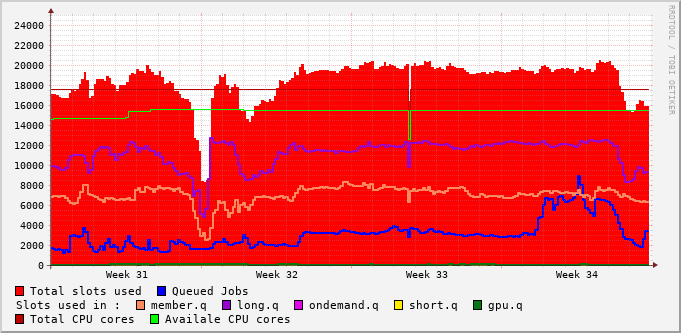 24000
22000
20000
18000
16000
14000
12000
10000
8000
6000
4000
2000
0
Week 31 Week 32 Week 33 Week 34
Total slots used Queued Jobs
Slots used in : member.q long.q ondemand.q short.q gpu.q
Total CPU cores Availale CPU cores
RRDTOOL / TOBI OETIKER